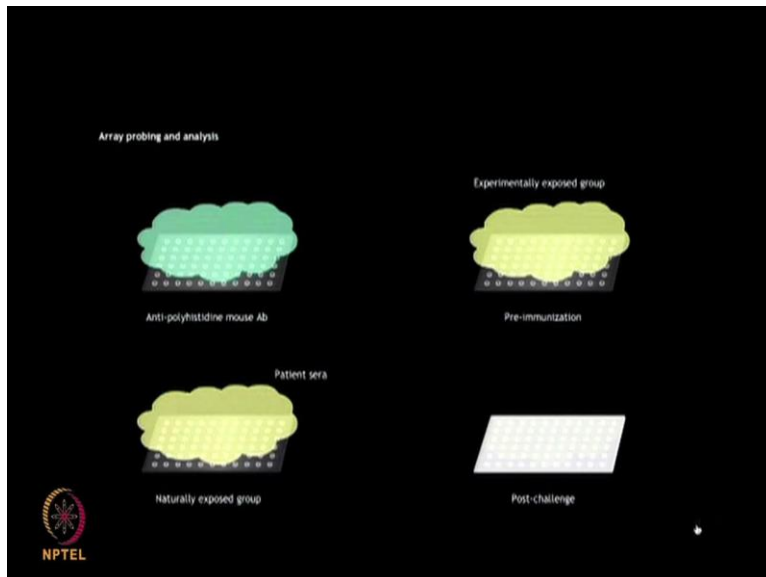 Array probing and analysis
Experimentally exposed group
Anti-polyhistidine mouse Ab
Pre-immunization
Patient sera
Naturally exposed group
Post-challenge
NPTEL